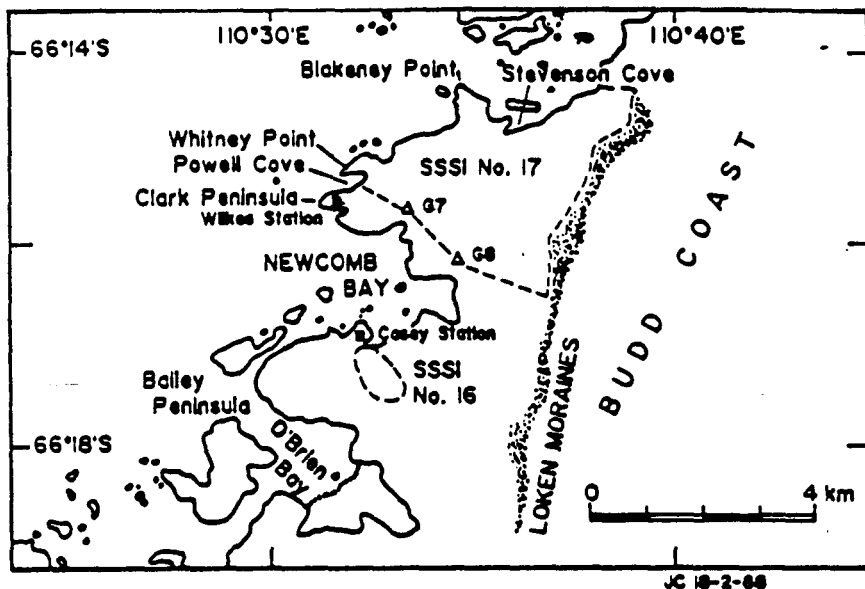 110°30'E
110°40'E
66°14'S
Blakeney Point
Stevenson Cove
Whitney Point
Powell Cove
SSSI No. 17
Clark Peninsula
Wilkes Station
G7
G8
NEWCOMB
BAY
Casey Station
SSSI
No. 16
Bailey
Peninsula
O'Brien
Bay
66°18'S
LOKEN MORAINES
BUDD COAST
0
4 km
JC 18-2-86